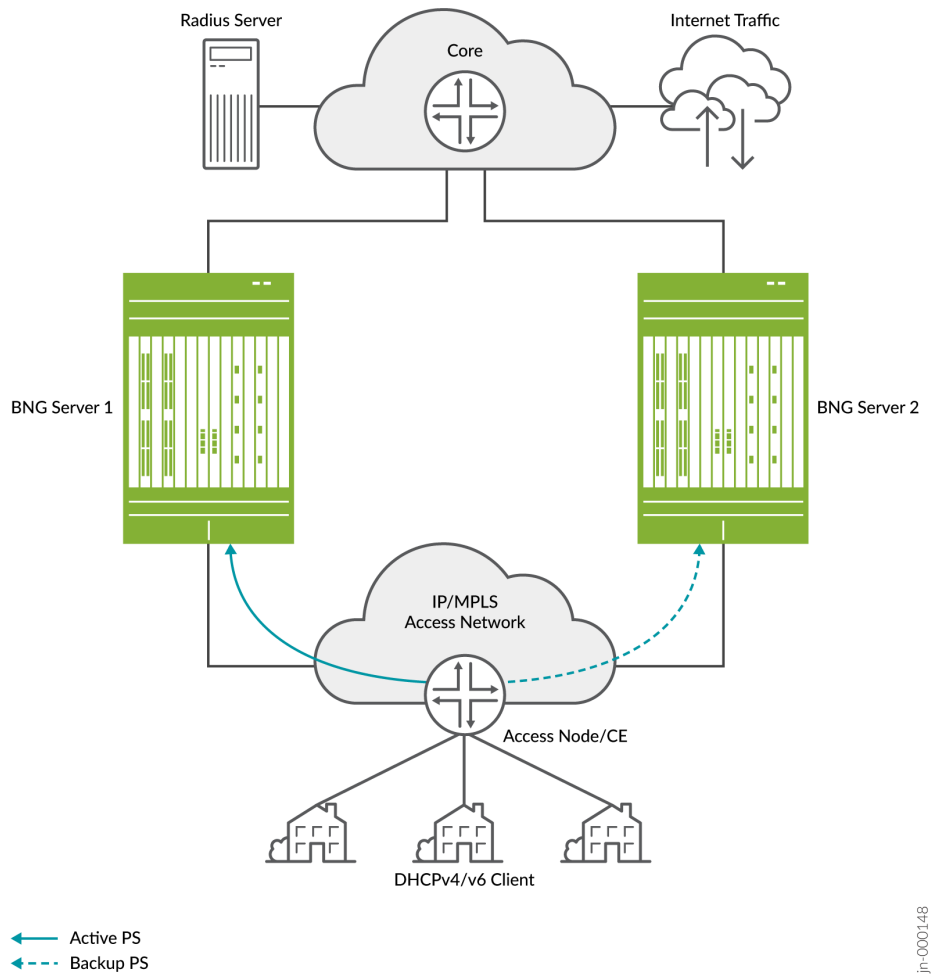 Radius Server
Internet Traffic
Core
BNG Server 1
BNG Server 2
IP/MPLS
Access Network
Access Node/CE
DHCPv4/v6 Client
Active PS
Backup PS
jn-000148